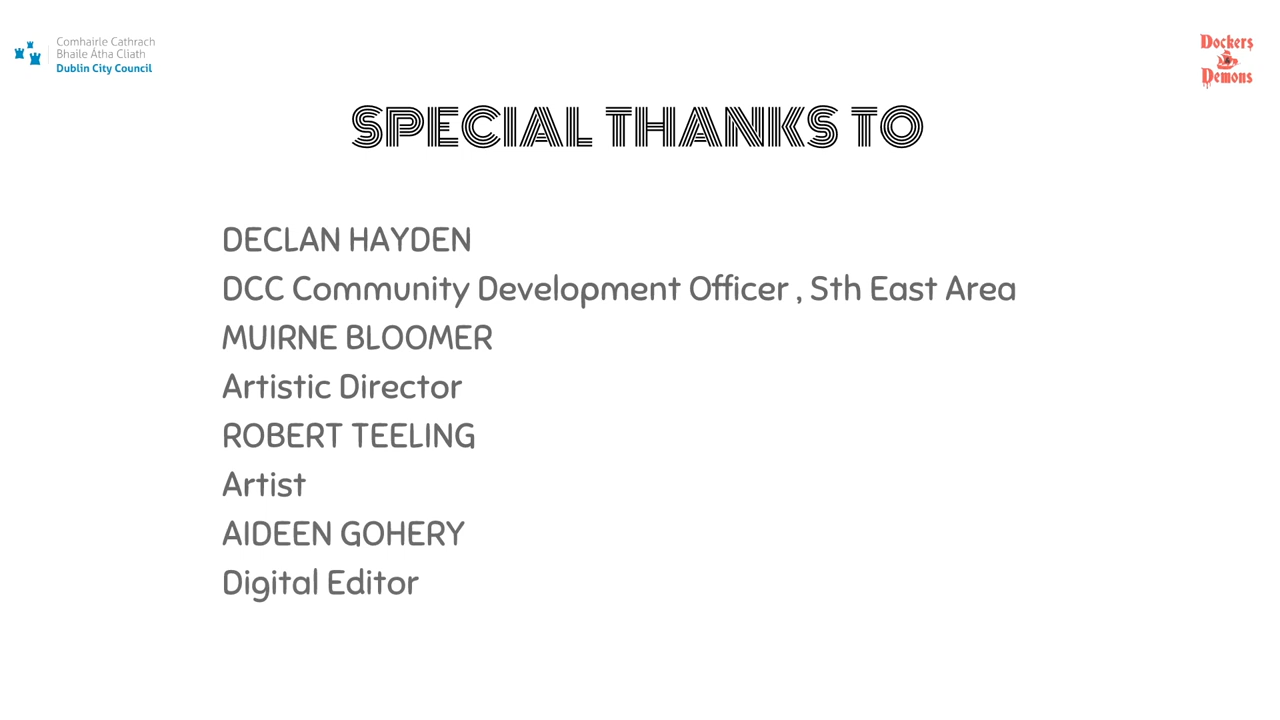 Comhairle Cathrach
Bhaile Átha Cliath
Dublin City Council
Dockers
Demons
SPECIAL THANKS TO
DECLAN HAYDEN
DCC Community Development Officer , Sth East Area
MUIRNE BLOOMER
Artistic Director
ROBERT TEELING
Artist
AIDEEN GOHERY
Digital Editor